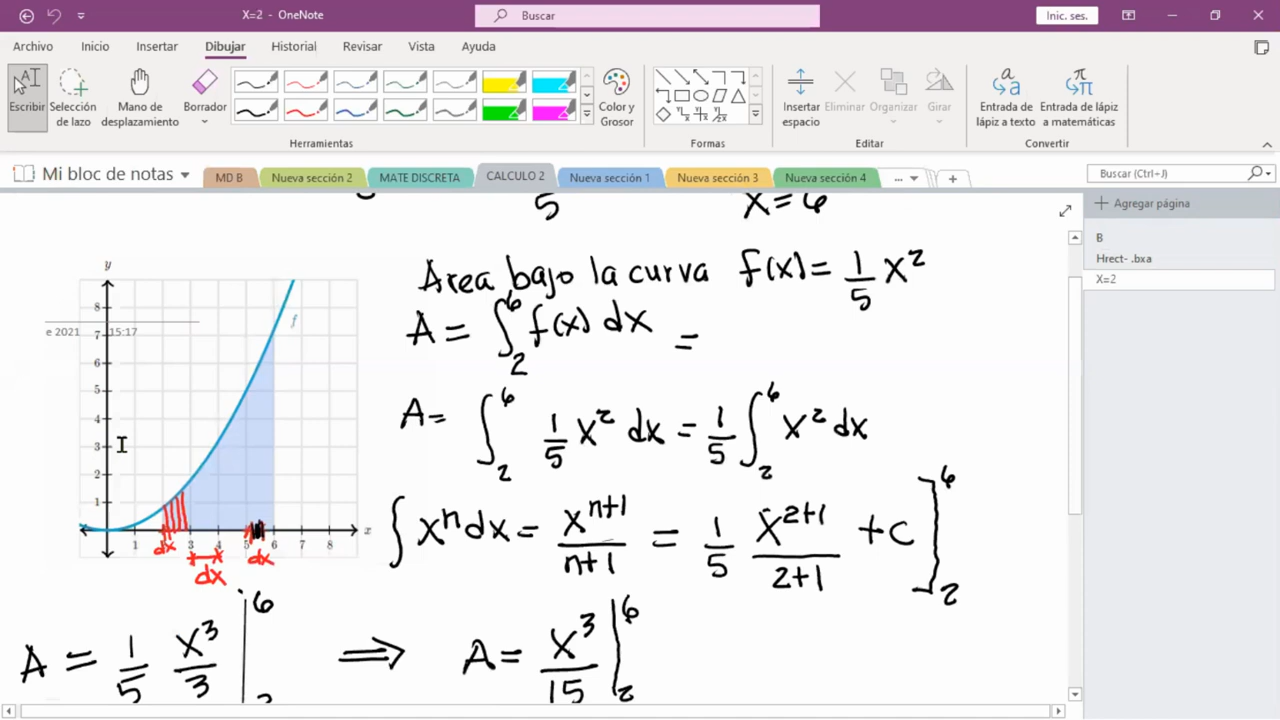 X=2 - OneNote
Buscar
Inic. ses.
Archivo Inicio Insertar Dibujar Historial Revisar Vista Ayuda
Escribir
Selección de lazo
Mano de desplazamiento
Borrador
Color y Grosor
Insertar espacio
Eliminar
Organizar
Girar
Entrada de lápiz a texto
Entrada de lápiz a matemáticas
Herramientas
Formas
Editar
Convertir
Mi bloc de notas
MD B
Nueva sección 2
MATE DISCRETA
CALCULO 2
Nueva sección 1
Nueva sección 3
Nueva sección 4
...
Buscar (Ctrl+J)
Agregar página
B
Hrect- .bxa
X=2
5 X=6
Area bajo la curva f(x)= 1/5 x²
A = ∫₂⁶ f(x) dx =
A= ∫₂⁶ 1/5 x² dx = 1/5 ∫₂⁶ x² dx
∫ xⁿ dx = xⁿ⁺¹/n+1 = 1/5 x²⁺¹/2+1 + c ]₂⁶
A = 1/5 x³/3 |₂⁶ ⟹ A= x³/15 |₂⁶
y
8
e 2021 7 15:17
f
6
5
4
3
2
1
1 3 5 6 7 8 x
dx dx
dx